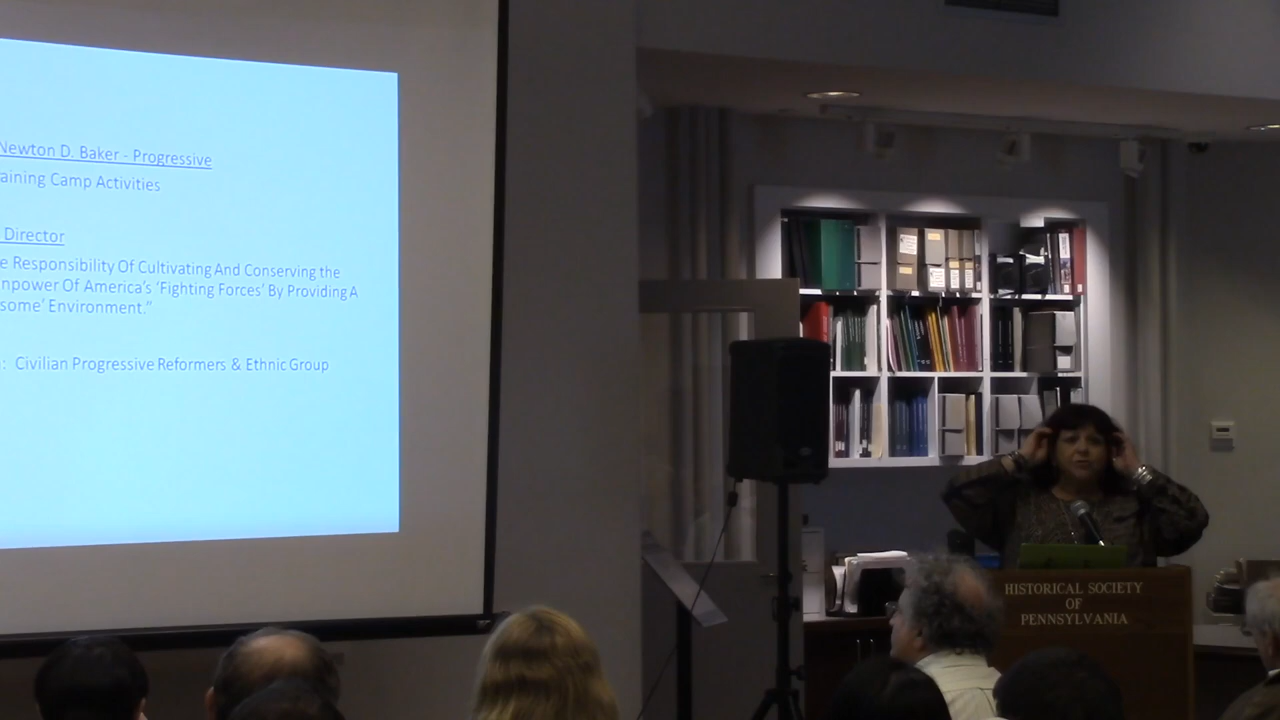 Newton D. Baker - Progressive
aining Camp Activities
Director
e Responsibility Of Cultivating And Conserving the
npower Of America's 'Fighting Forces' By Providing A
some' Environment."
: Civilian Progressive Reformers & Ethnic Group
HISTORICAL SOCIETY
OF
PENNSYLVANIA